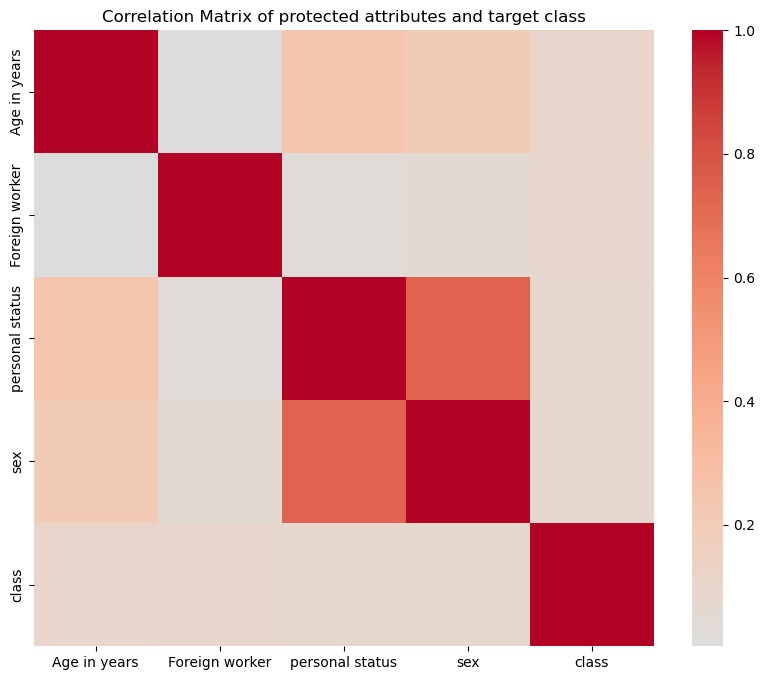 Correlation Matrix of protected attributes and target class
Age in years
Foreign worker
personal status
sex
class
Age in years
Foreign worker
personal status
sex
class
1.0
0.8
0.6
0.4
0.2